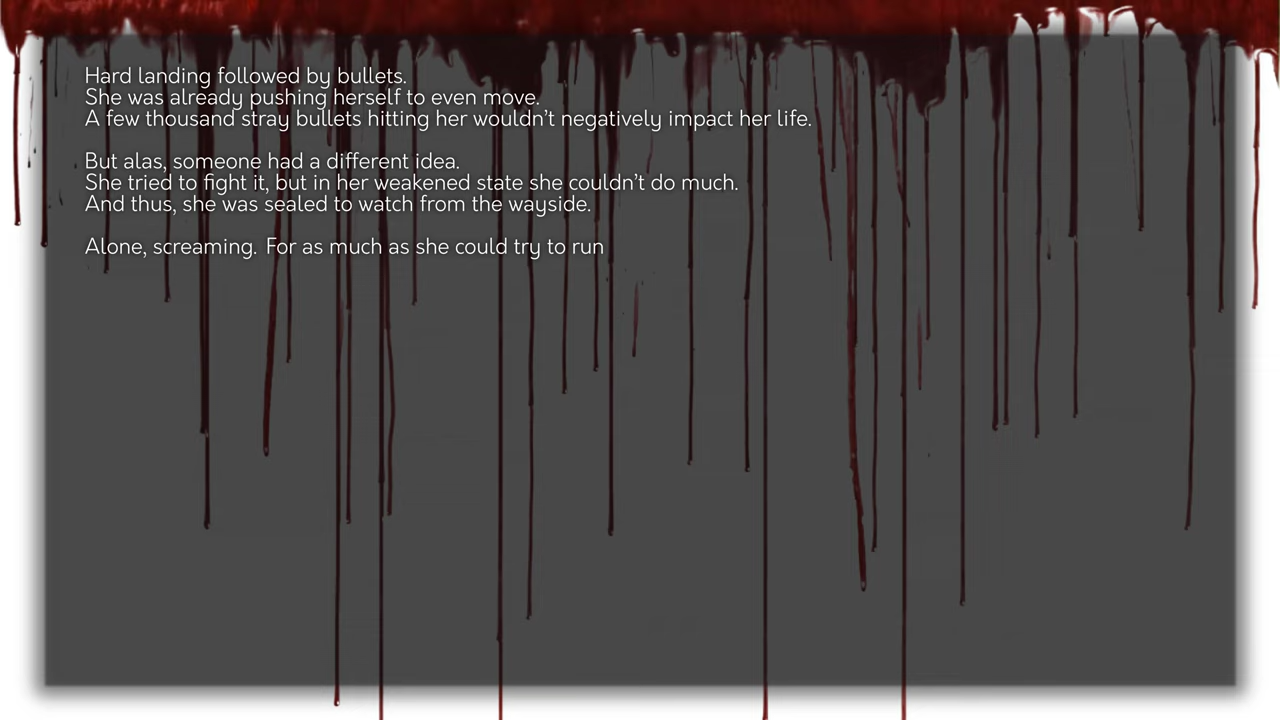 Hard landing followed by bullets.
She was already pushing herself to even move.
A few thousand stray bullets hitting her wouldn't negatively impact her life.
But alas, someone had a different idea.
She tried to fight it, but in her weakened state she couldn't do much.
And thus, she was sealed to watch from the wayside.
Alone, screaming. For as much as she could try to run